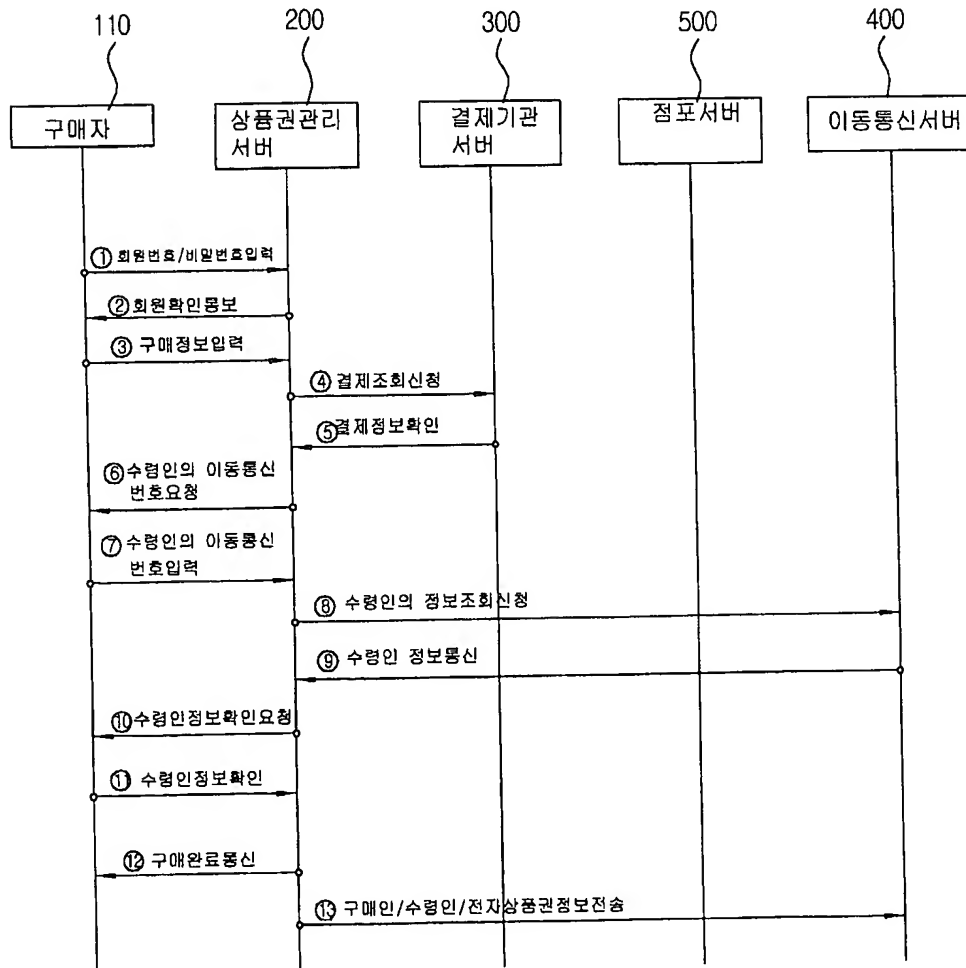 110
200
300
500
400
구매자
상품권관리
서버
결제기관
서버
점포서버
이동통신서버
① 회원번호/비밀번호입력
② 회원확인통보
③ 구매정보입력
④ 결제조회신청
⑤ 결제정보확인
⑥ 수령인의 이동통신
번호요청
⑦ 수령인의 이동통신
번호입력
⑧ 수령인의 정보조회신청
⑨ 수령인 정보통신
⑩ 수령인정보확인요청
⑪ 수령인정보확인
⑫ 구매완료통신
⑬ 구매인/수령인/전자상품권정보전송